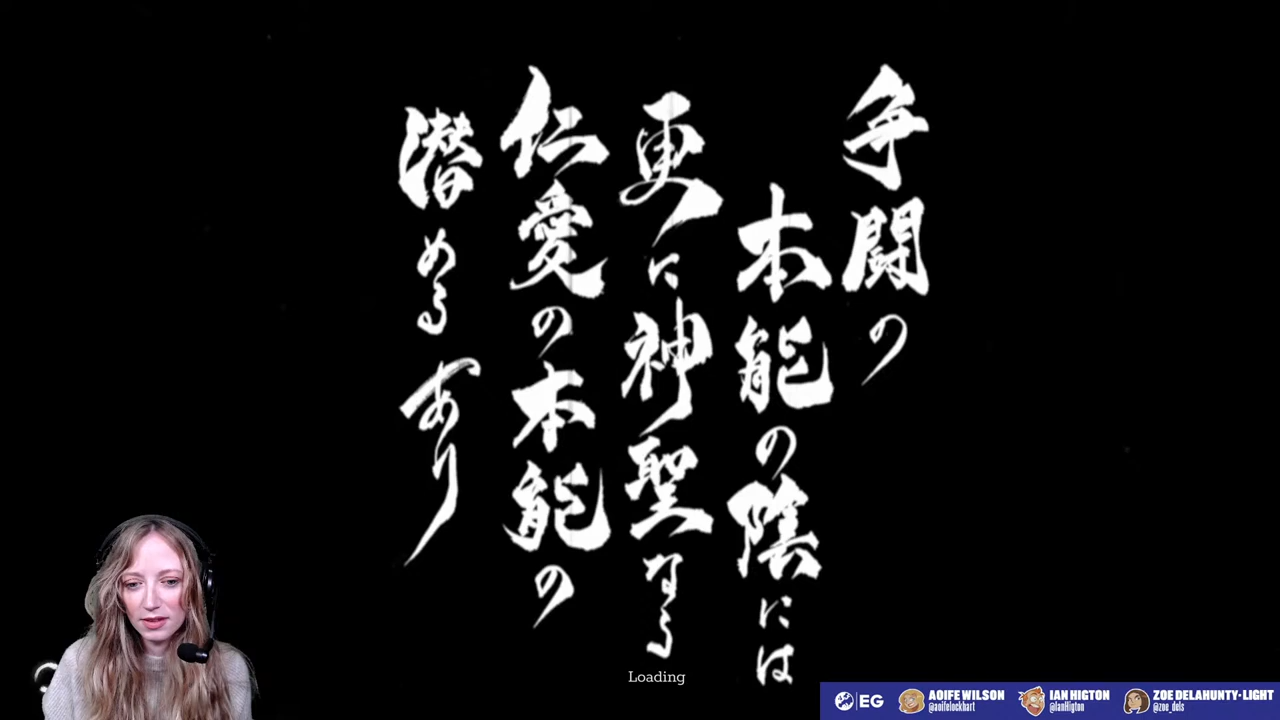 争闘の
本能の陰には
更に神聖なる
仁愛の本能の
潜めるあり
Loading
EG
AOIFE WILSON
@aoifelockhart
IAN HIGTON
@IanHigton
ZOE DELAHUNTY-LIGHT
@zoe_dels